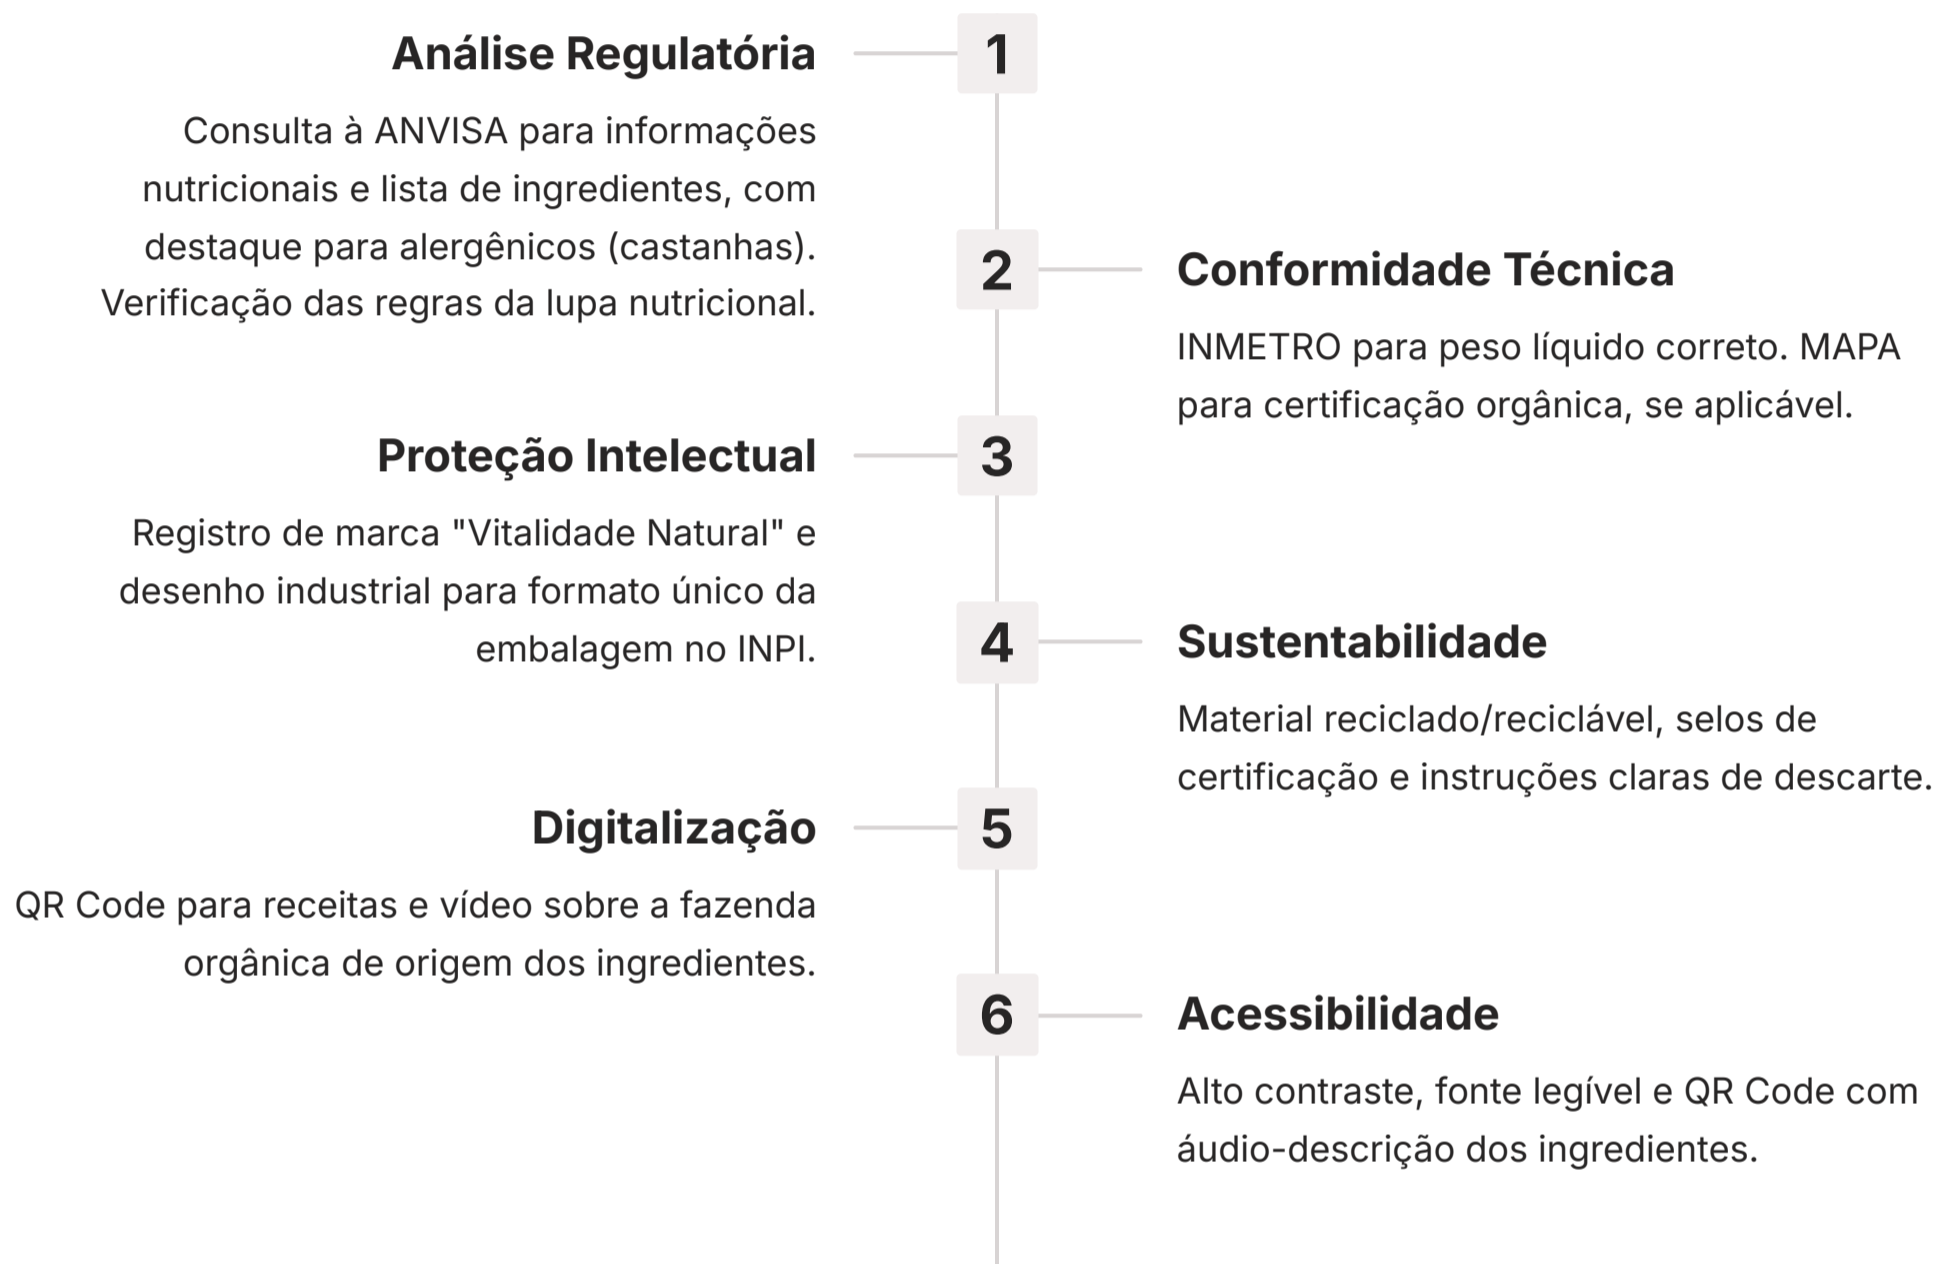 1
Análise Regulatória
Consulta à ANVISA para informações
nutricionais e lista de ingredientes, com
destaque para alergênicos (castanhas).
Verificação das regras da lupa nutricional.
2
Conformidade Técnica
INMETRO para peso líquido correto. MAPA
para certificação orgânica, se aplicável.
3
Proteção Intelectual
Registro de marca "Vitalidade Natural" e
desenho industrial para formato único da
embalagem no INPI.
4
Sustentabilidade
Material reciclado/reciclável, selos de
certificação e instruções claras de descarte.
5
Digitalização
QR Code para receitas e vídeo sobre a fazenda
orgânica de origem dos ingredientes.
6
Acessibilidade
Alto contraste, fonte legível e QR Code com
áudio-descrição dos ingredientes.